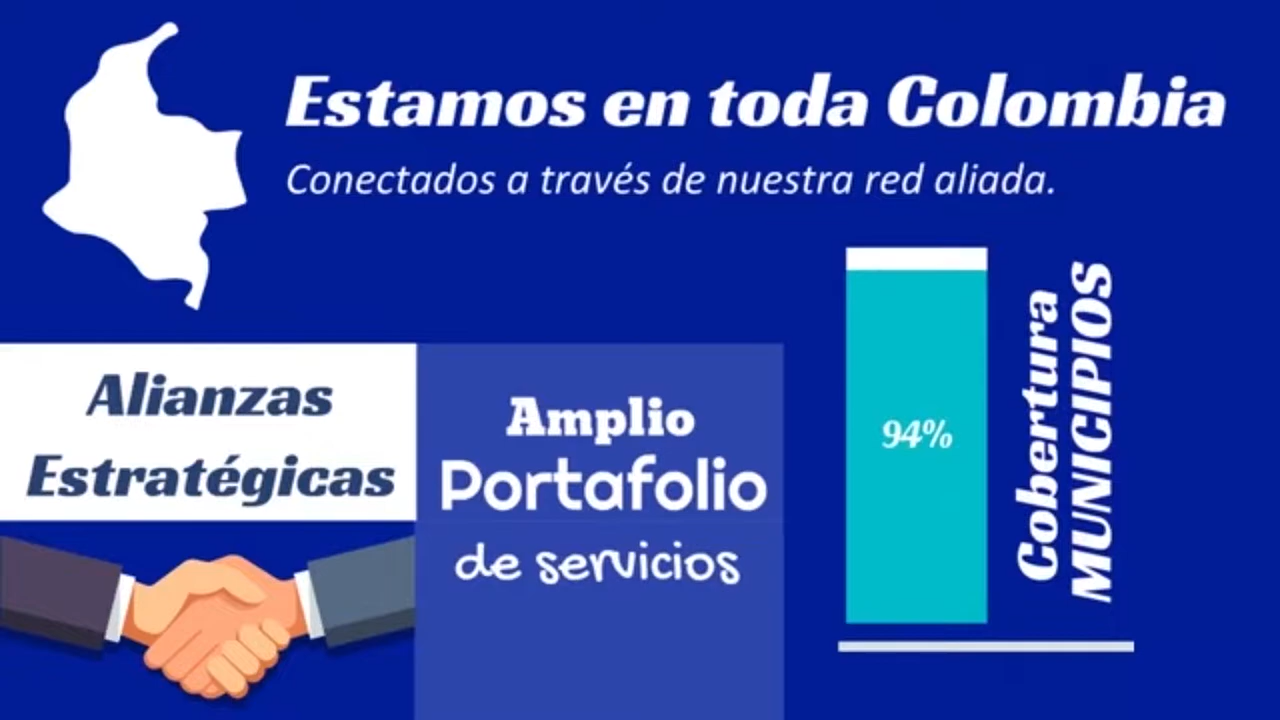 Estamos en toda Colombia
Conectados a través de nuestra red aliada.
Alianzas
Estratégicas
Amplio
Portafolio
de servicios
94%
Cobertura
MUNICIPIOS